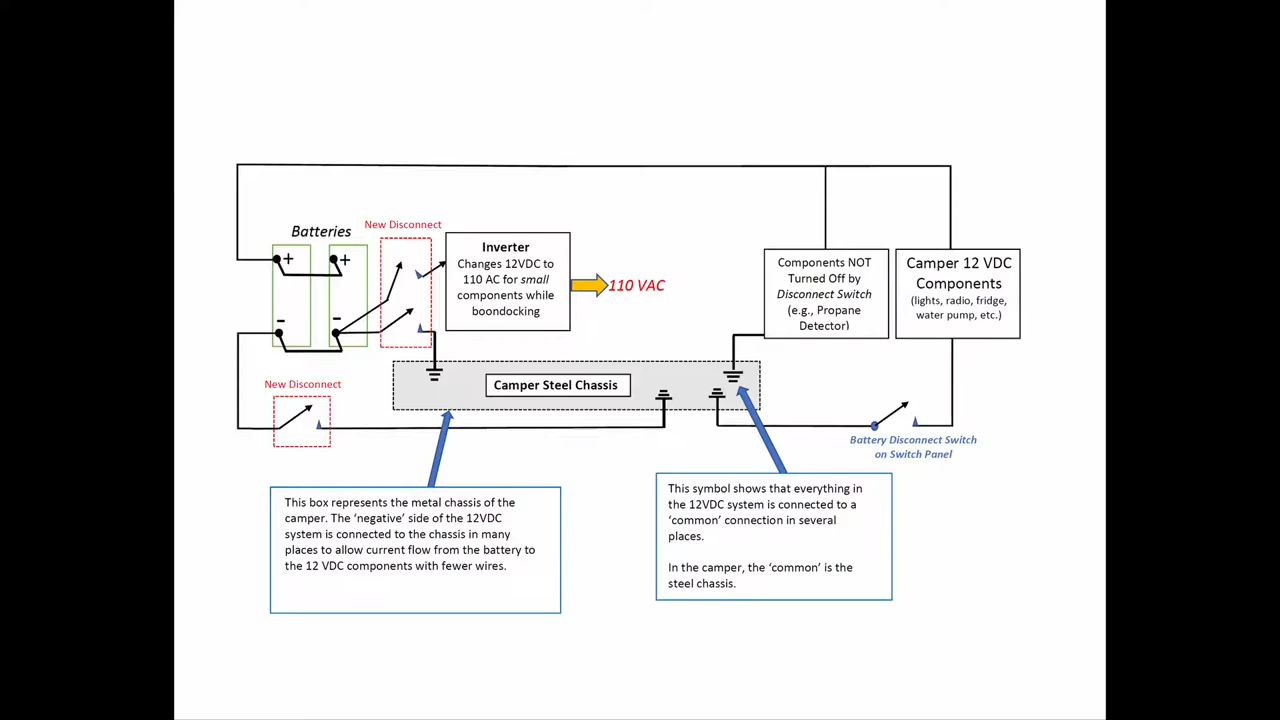 Batteries
New Disconnect
+
+
-
-
Inverter
Changes 12VDC to
110 AC for small
components while
boondocking
110 VAC
Components NOT
Turned Off by
Disconnect Switch
(e.g., Propane
Detector)
Camper 12 VDC
Components
(lights, radio, fridge,
water pump, etc.)
New Disconnect
Camper Steel Chassis
Battery Disconnect Switch
on Switch Panel
This box represents the metal chassis of the
camper. The ‘negative’ side of the 12VDC
system is connected to the chassis in many
places to allow current flow from the battery to
the 12 VDC components with fewer wires.
This symbol shows that everything in
the 12VDC system is connected to a
‘common’ connection in several
places.
In the camper, the ‘common’ is the
steel chassis.